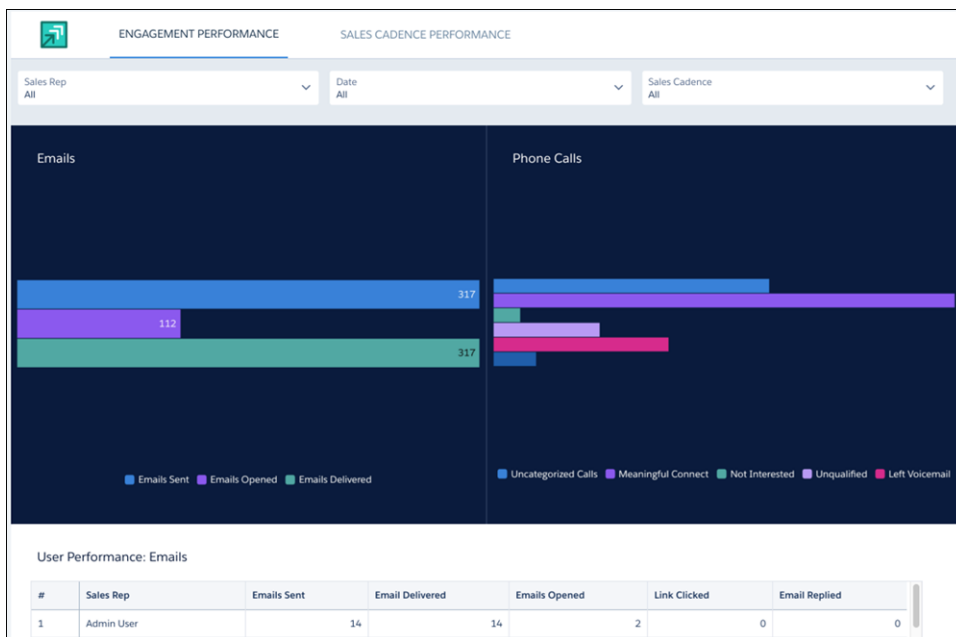 ENGAGEMENT PERFORMANCE SALES CADENCE PERFORMANCE
Sales Rep
All
Date
All
Sales Cadence
All
Emails
317
112
317
Emails Sent Emails Opened Emails Delivered
Phone Calls
Uncategorized Calls Meaningful Connect Not Interested Unqualified Left Voicemail
User Performance: Emails
# Sales Rep Emails Sent Email Delivered Emails Opened Link Clicked Email Replied
1 Admin User 14 14 2 0 0